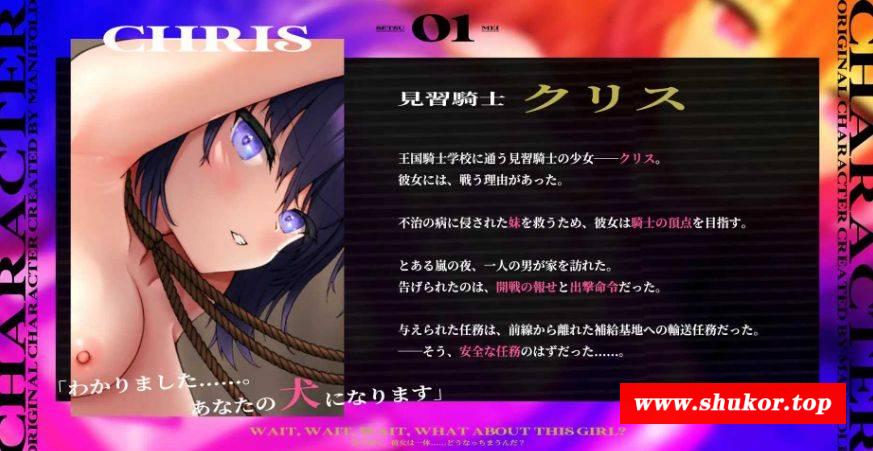 CHRIS
SETSU 01 MEI
見習騎士 クリス
王国騎士学校に通う見習騎士の少女──クリス。
彼女には、戦う理由があった。
不治の病に侵された妹を救うため、彼女は騎士の頂点を目指す。
とある嵐の夜、一人の男が家を訪れた。
告げられたのは、開戦の報せと出撃命令だった。
与えられた任務は、前線から離れた補給基地への輸送任務だった。
──そう、安全な任務のはずだった……。
「わかりました……。
あなたの犬になります」
www.shukor.top
WAIT, WAIT, WAIT, WHAT ABOUT THIS GIRL?
彼女は一体……どうなっちまうんだ？
CHARACTER
ORIGINAL CHARACTER CREATED BY MANIFOLD
CHARACTER